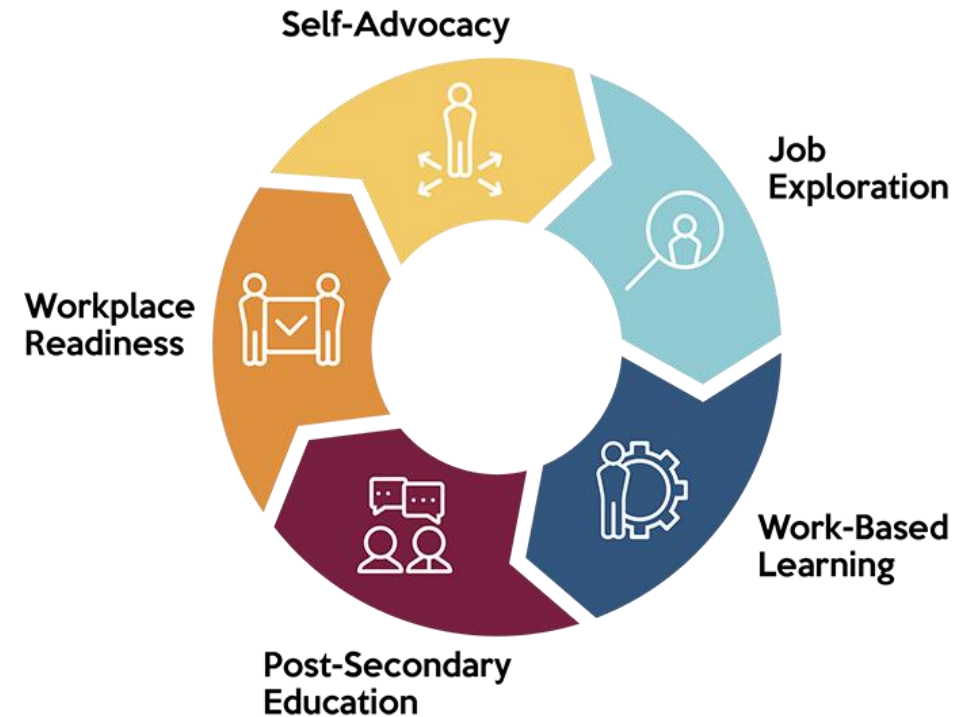 Self-Advocacy
Job
Exploration
Work-Based
Learning
Post-Secondary
Education
Workplace
Readiness